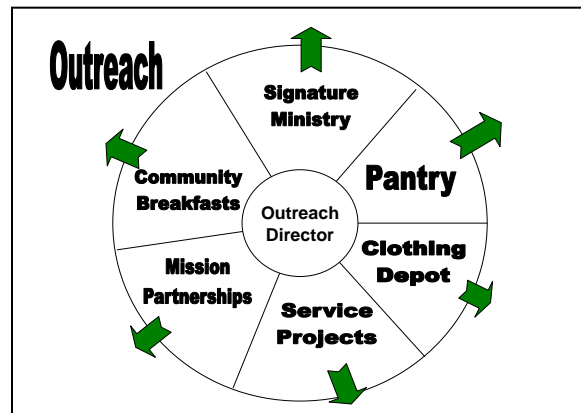 Outreach
Signature
Ministry
Pantry
Clothing
Depot
Service
Projects
Mission
Partnerships
Community
Breakfasts
Outreach
Director